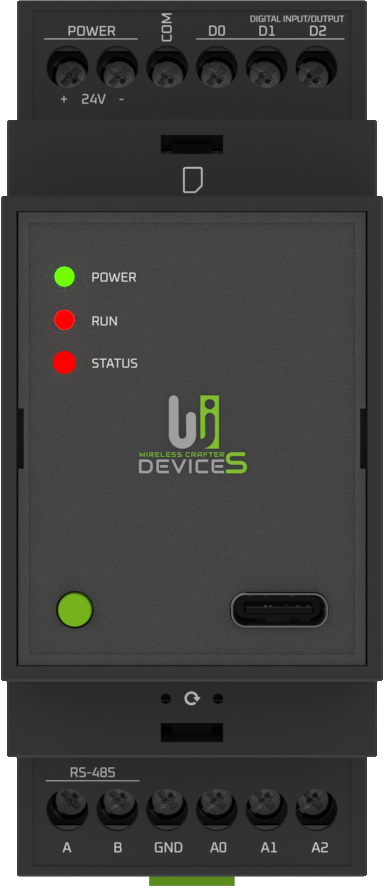 POWER
COM
DIGITAL INPUT/OUTPUT
D0 D1 D2
+ 24V -
POWER
RUN
STATUS
WIRELESS CRAFTER
DEVICES
RS-485
A B GND A0 A1 A2